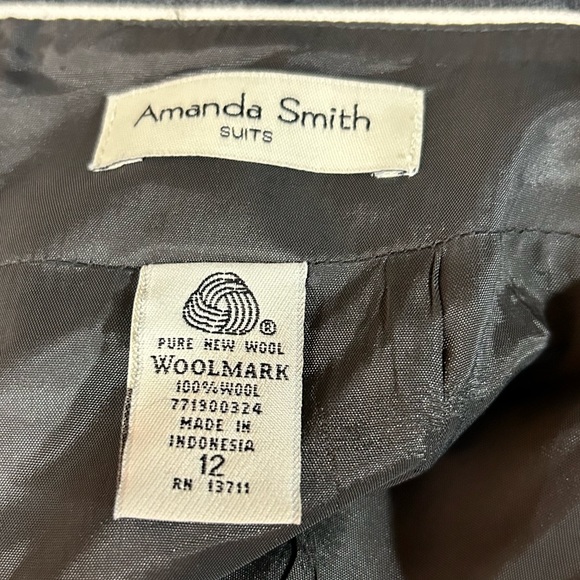 Amanda Smith
SUITS
®
PURE NEW WOOL
WOOLMARK
100%WOOL
771900324
MADE IN
INDONESIA
12
RN 13711